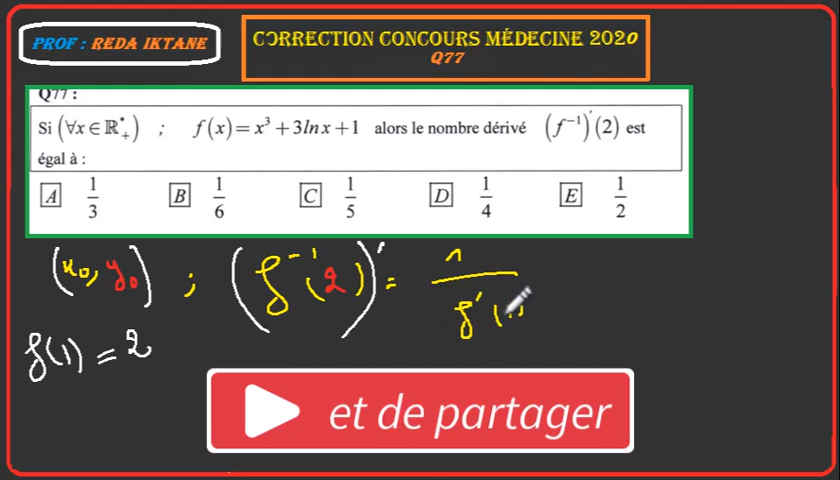 PROF : REDA IKTANE
CORRECTION CONCOURS MÉDECINE 2020
Q77
Q77 :
Si (∀x ∈ ℝ*₊) ; f(x) = x³ + 3lnx + 1 alors le nombre dérivé (f⁻¹)'(2) est
égal à :
A 1/3 B 1/6 C 1/5 D 1/4 E 1/2
(x₀, y₀) ; (f⁻¹(2))' = 1/f'(1)
f(1) = 2
et de partager